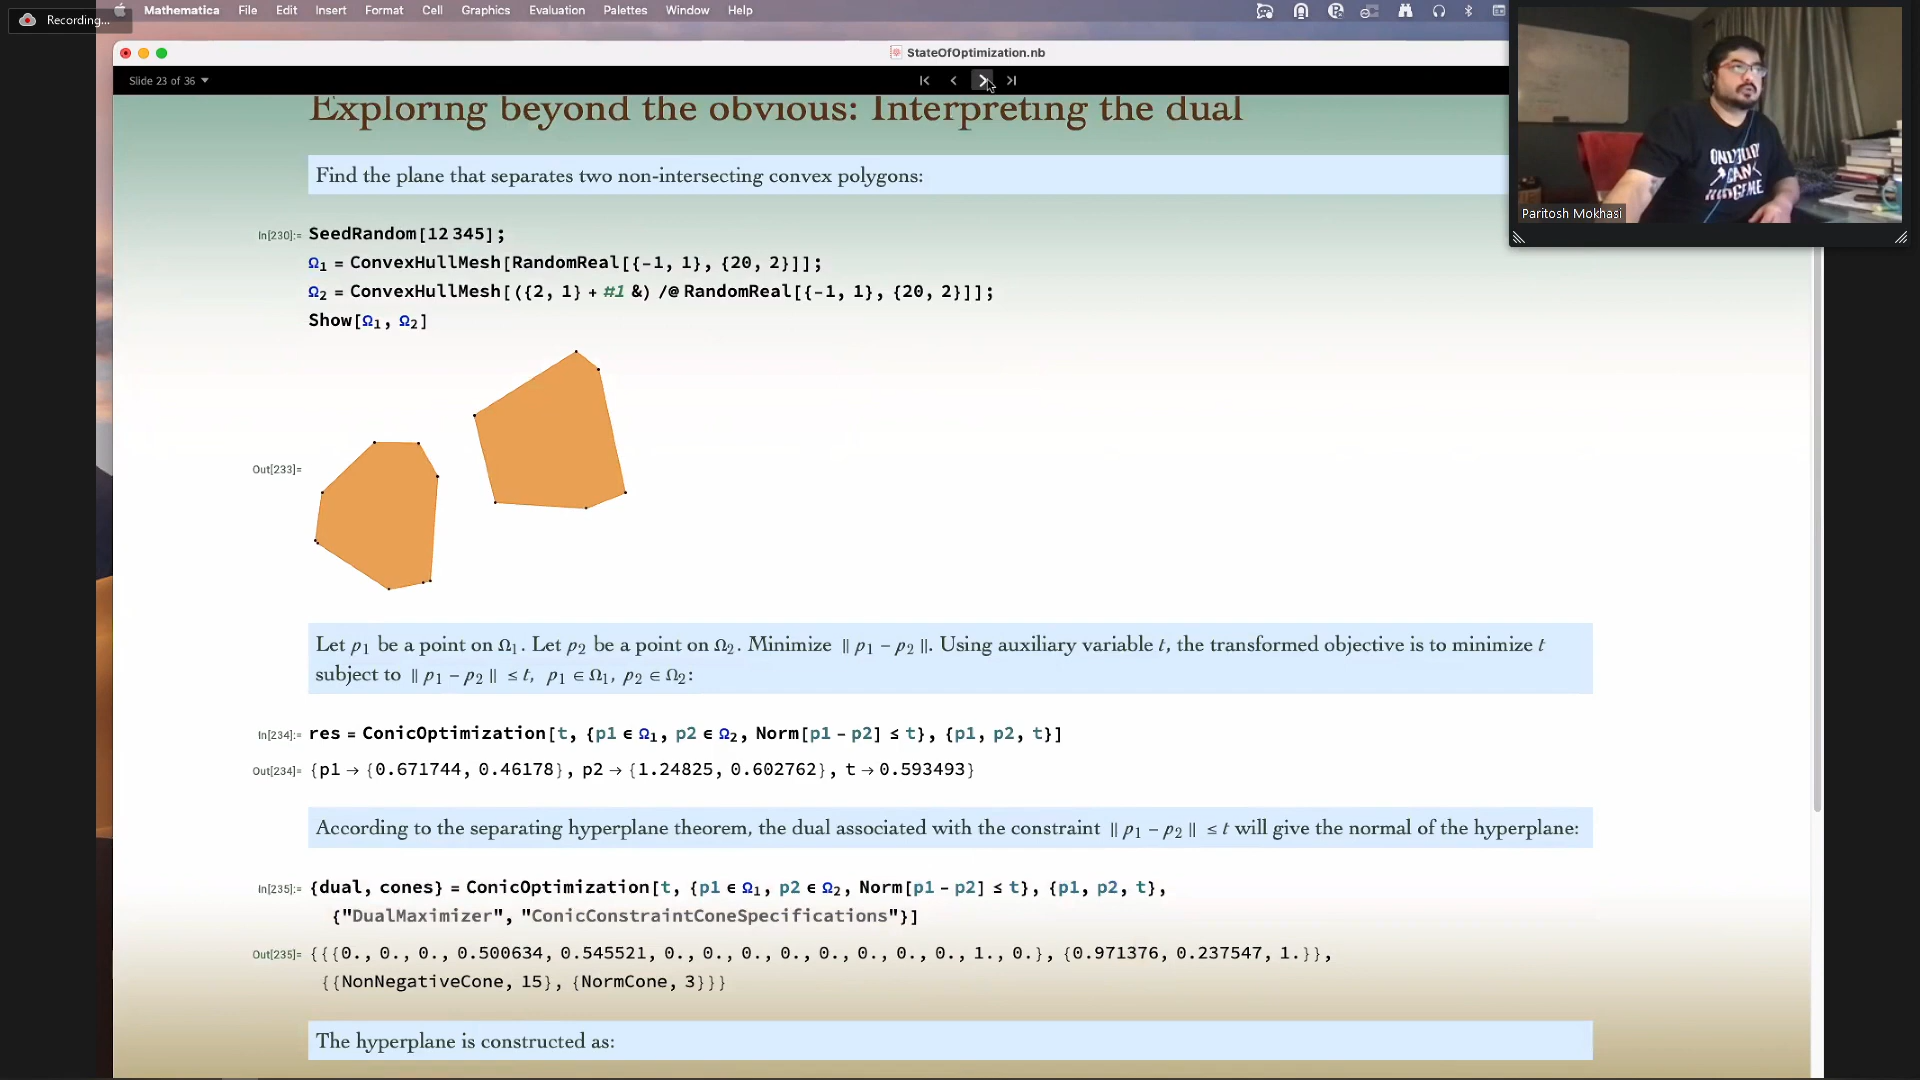 Recording...
Mathematica File Edit Insert Format Cell Graphics Evaluation Palettes Window Help
StateOfOptimization.nb
Slide 23 of 36
Exploring beyond the obvious: Interpreting the dual
Find the plane that separates two non-intersecting convex polygons:
In[230]:= SeedRandom[12 345];
Ω₁ = ConvexHullMesh[RandomReal[{-1, 1}, {20, 2}]];
Ω₂ = ConvexHullMesh[({2, 1} + #1 &) /@ RandomReal[{-1, 1}, {20, 2}]];
Show[Ω₁, Ω₂]
Out[233]=
Let p₁ be a point on Ω₁. Let p₂ be a point on Ω₂. Minimize ‖ p₁ - p₂ ‖. Using auxiliary variable t, the transformed objective is to minimize t
subject to ‖ p₁ - p₂ ‖ ≤ t, p₁ ∈ Ω₁, p₂ ∈ Ω₂:
In[234]:= res = ConicOptimization[t, {p1 ∈ Ω₁, p2 ∈ Ω₂, Norm[p1 - p2] ≤ t}, {p1, p2, t}]
Out[234]= {p1 → {0.671744, 0.46178}, p2 → {1.24825, 0.602762}, t → 0.593493}
According to the separating hyperplane theorem, the dual associated with the constraint ‖ p₁ - p₂ ‖ ≤ t will give the normal of the hyperplane:
In[235]:= {dual, cones} = ConicOptimization[t, {p1 ∈ Ω₁, p2 ∈ Ω₂, Norm[p1 - p2] ≤ t}, {p1, p2, t},
{"DualMaximizer", "ConicConstraintConeSpecifications"}]
Out[235]= {{{0., 0., 0., 0.500634, 0.545521, 0., 0., 0., 0., 0., 0., 0., 0., 1., 0.}, {0.971376, 0.237547, 1.}},
{{NonNegativeCone, 15}, {NormCone, 3}}}
The hyperplane is constructed as:
ONLY
CAN
JUDGE ME
Paritosh Mokhasi